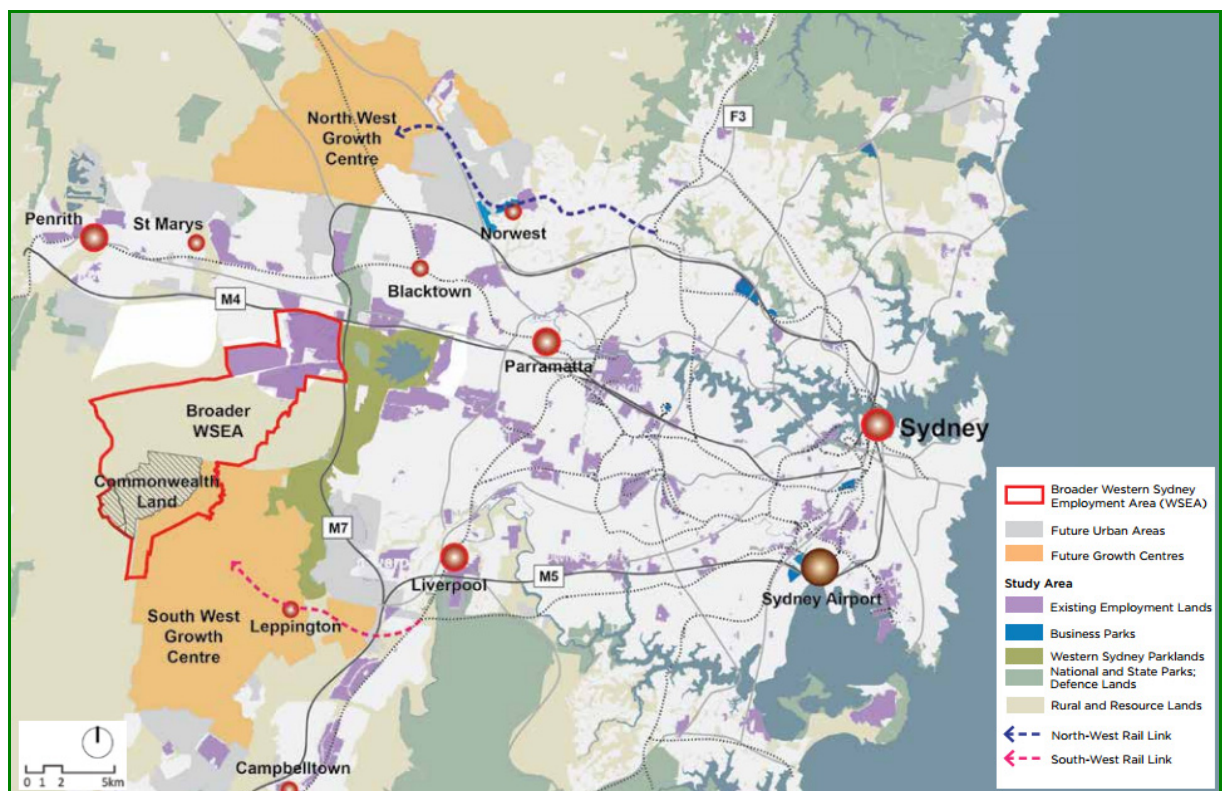 North West
Growth
Centre
F3
Penrith
St Marys
Norwest
Blacktown
M4
Parramatta
Broader
WSEA
Sydney
Commonwealth
Land
M7
Liverpool
M5
Sydney Airport
South West
Growth
Centre
Leppington
Campbelltown
0 1 2 5km
Broader Western Sydney
Employment Area (WSEA)
Future Urban Areas
Future Growth Centres
Study Area
Existing Employment Lands
Business Parks
Western Sydney Parklands
National and State Parks;
Defence Lands
Rural and Resource Lands
North-West Rail Link
South-West Rail Link